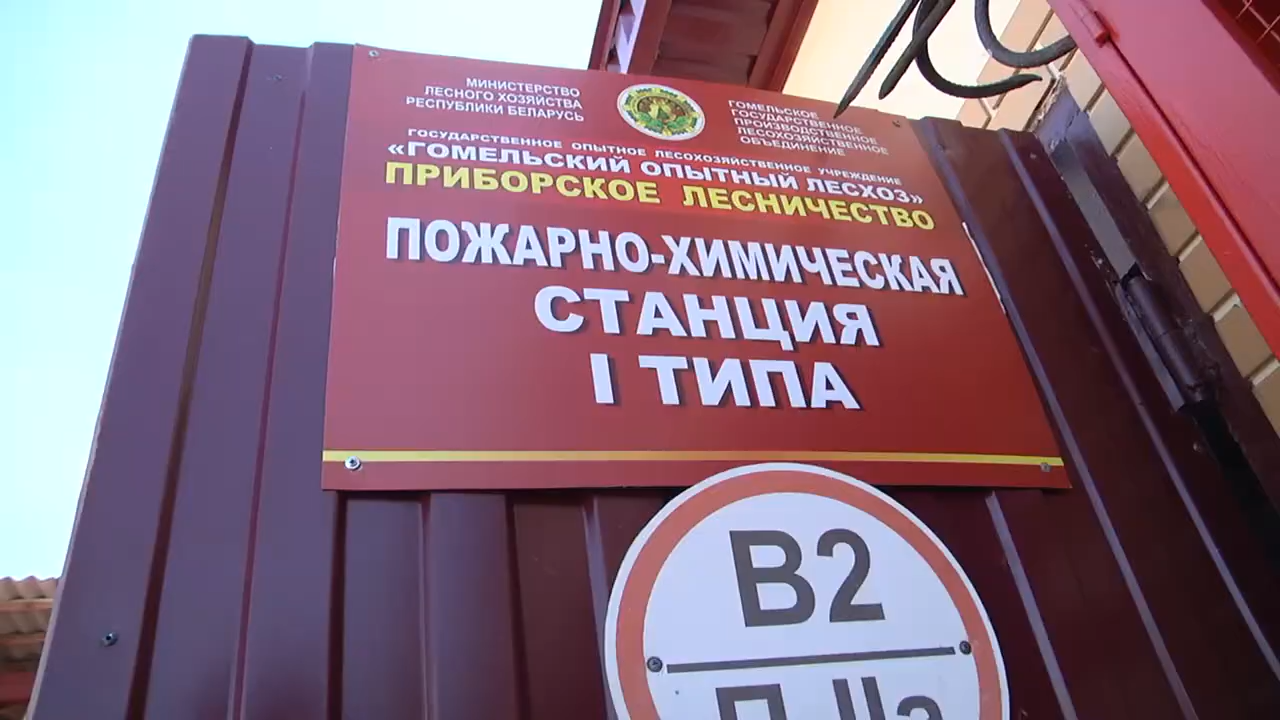 МИНИСТЕРСТВО
ЛЕСНОГО ХОЗЯЙСТВА
РЕСПУБЛИКИ БЕЛАРУСЬ
ГОМЕЛЬСКОЕ
ГОСУДАРСТВЕННОЕ
ПРОИЗВОДСТВЕННОЕ
ЛЕСОХОЗЯЙСТВЕННОЕ
ОБЪЕДИНЕНИЕ
ГОСУДАРСТВЕННОЕ ОПЫТНОЕ ЛЕСОХОЗЯЙСТВЕННОЕ УЧРЕЖДЕНИЕ
«ГОМЕЛЬСКИЙ ОПЫТНЫЙ ЛЕСХОЗ»
ПРИБОРСКОЕ ЛЕСНИЧЕСТВО
ПОЖАРНО-ХИМИЧЕСКАЯ
СТАНЦИЯ
I ТИПА
В2
П-IIа